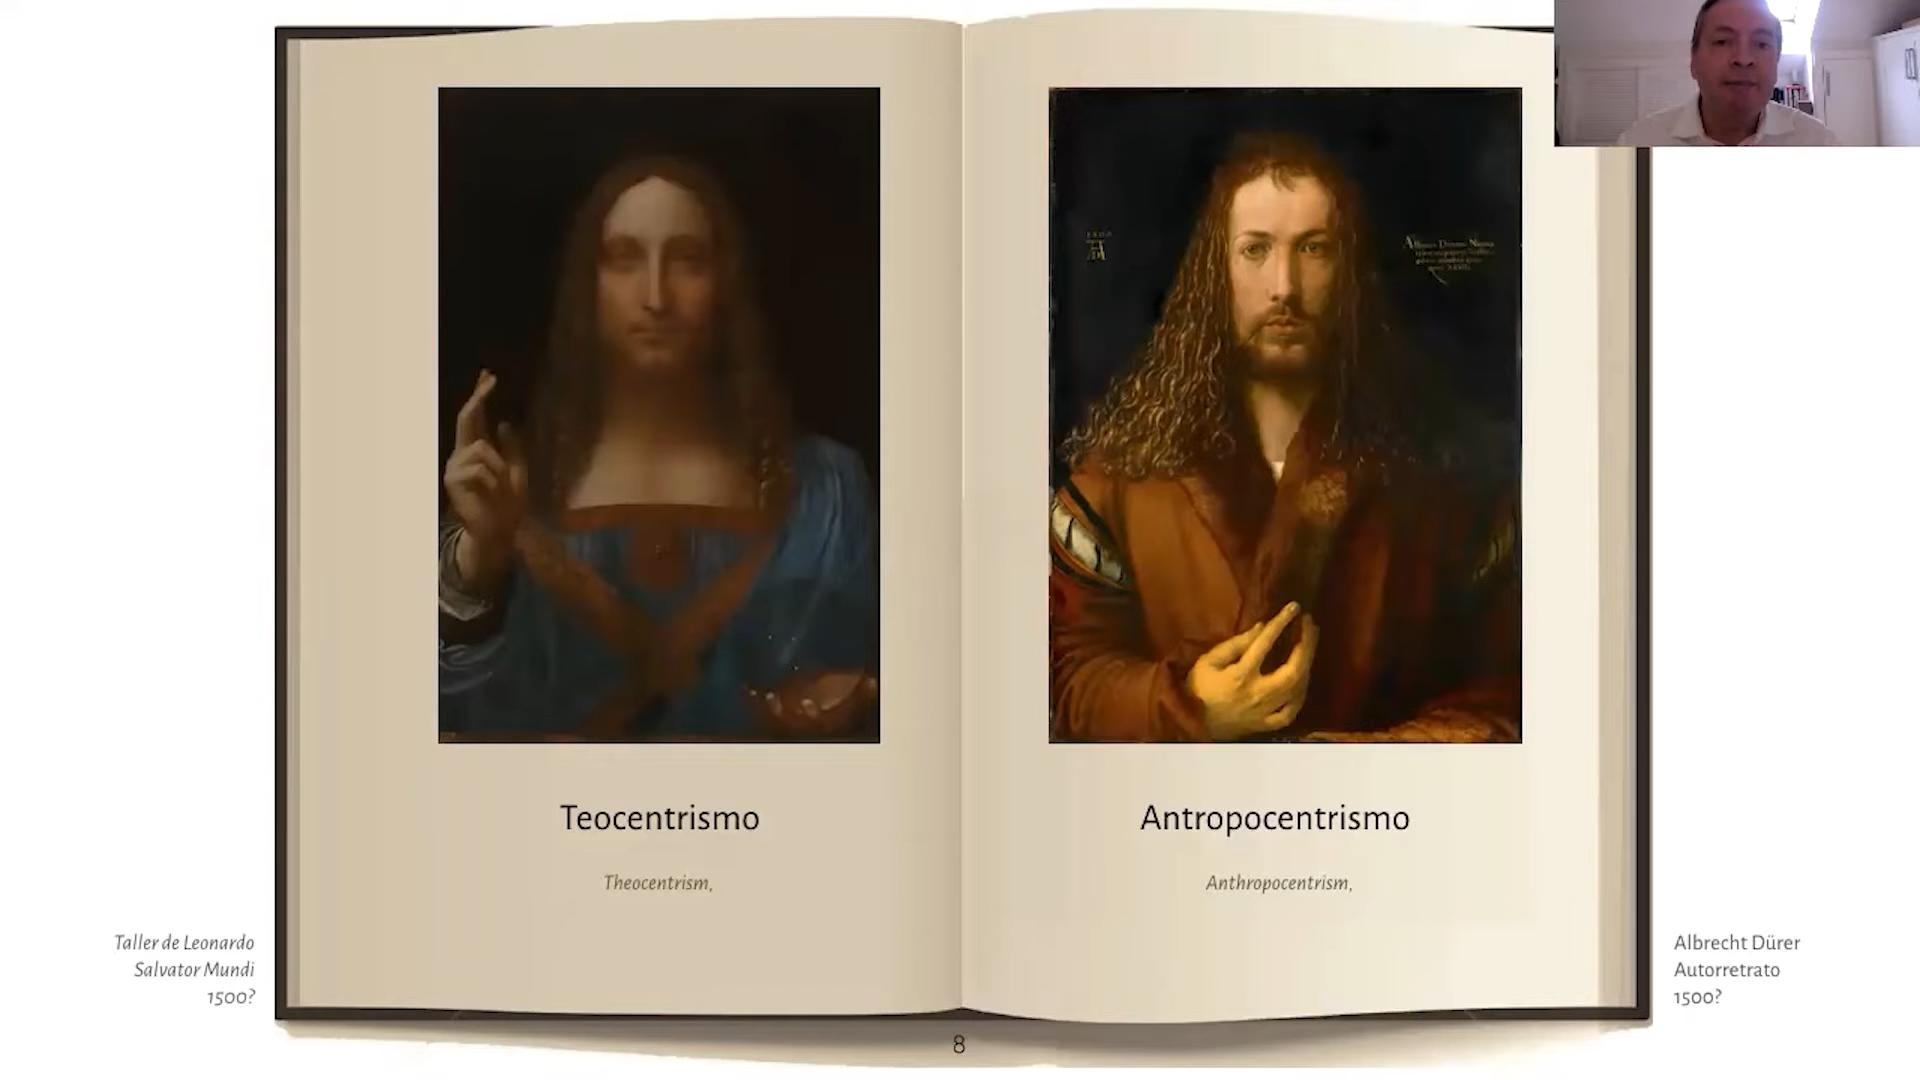 Teocentrismo
Theocentrism,
Taller de Leonardo
Salvator Mundi
1500?
Antropocentrismo
Anthropocentrism,
Albrecht Dürer
Autorretrato
1500?
8